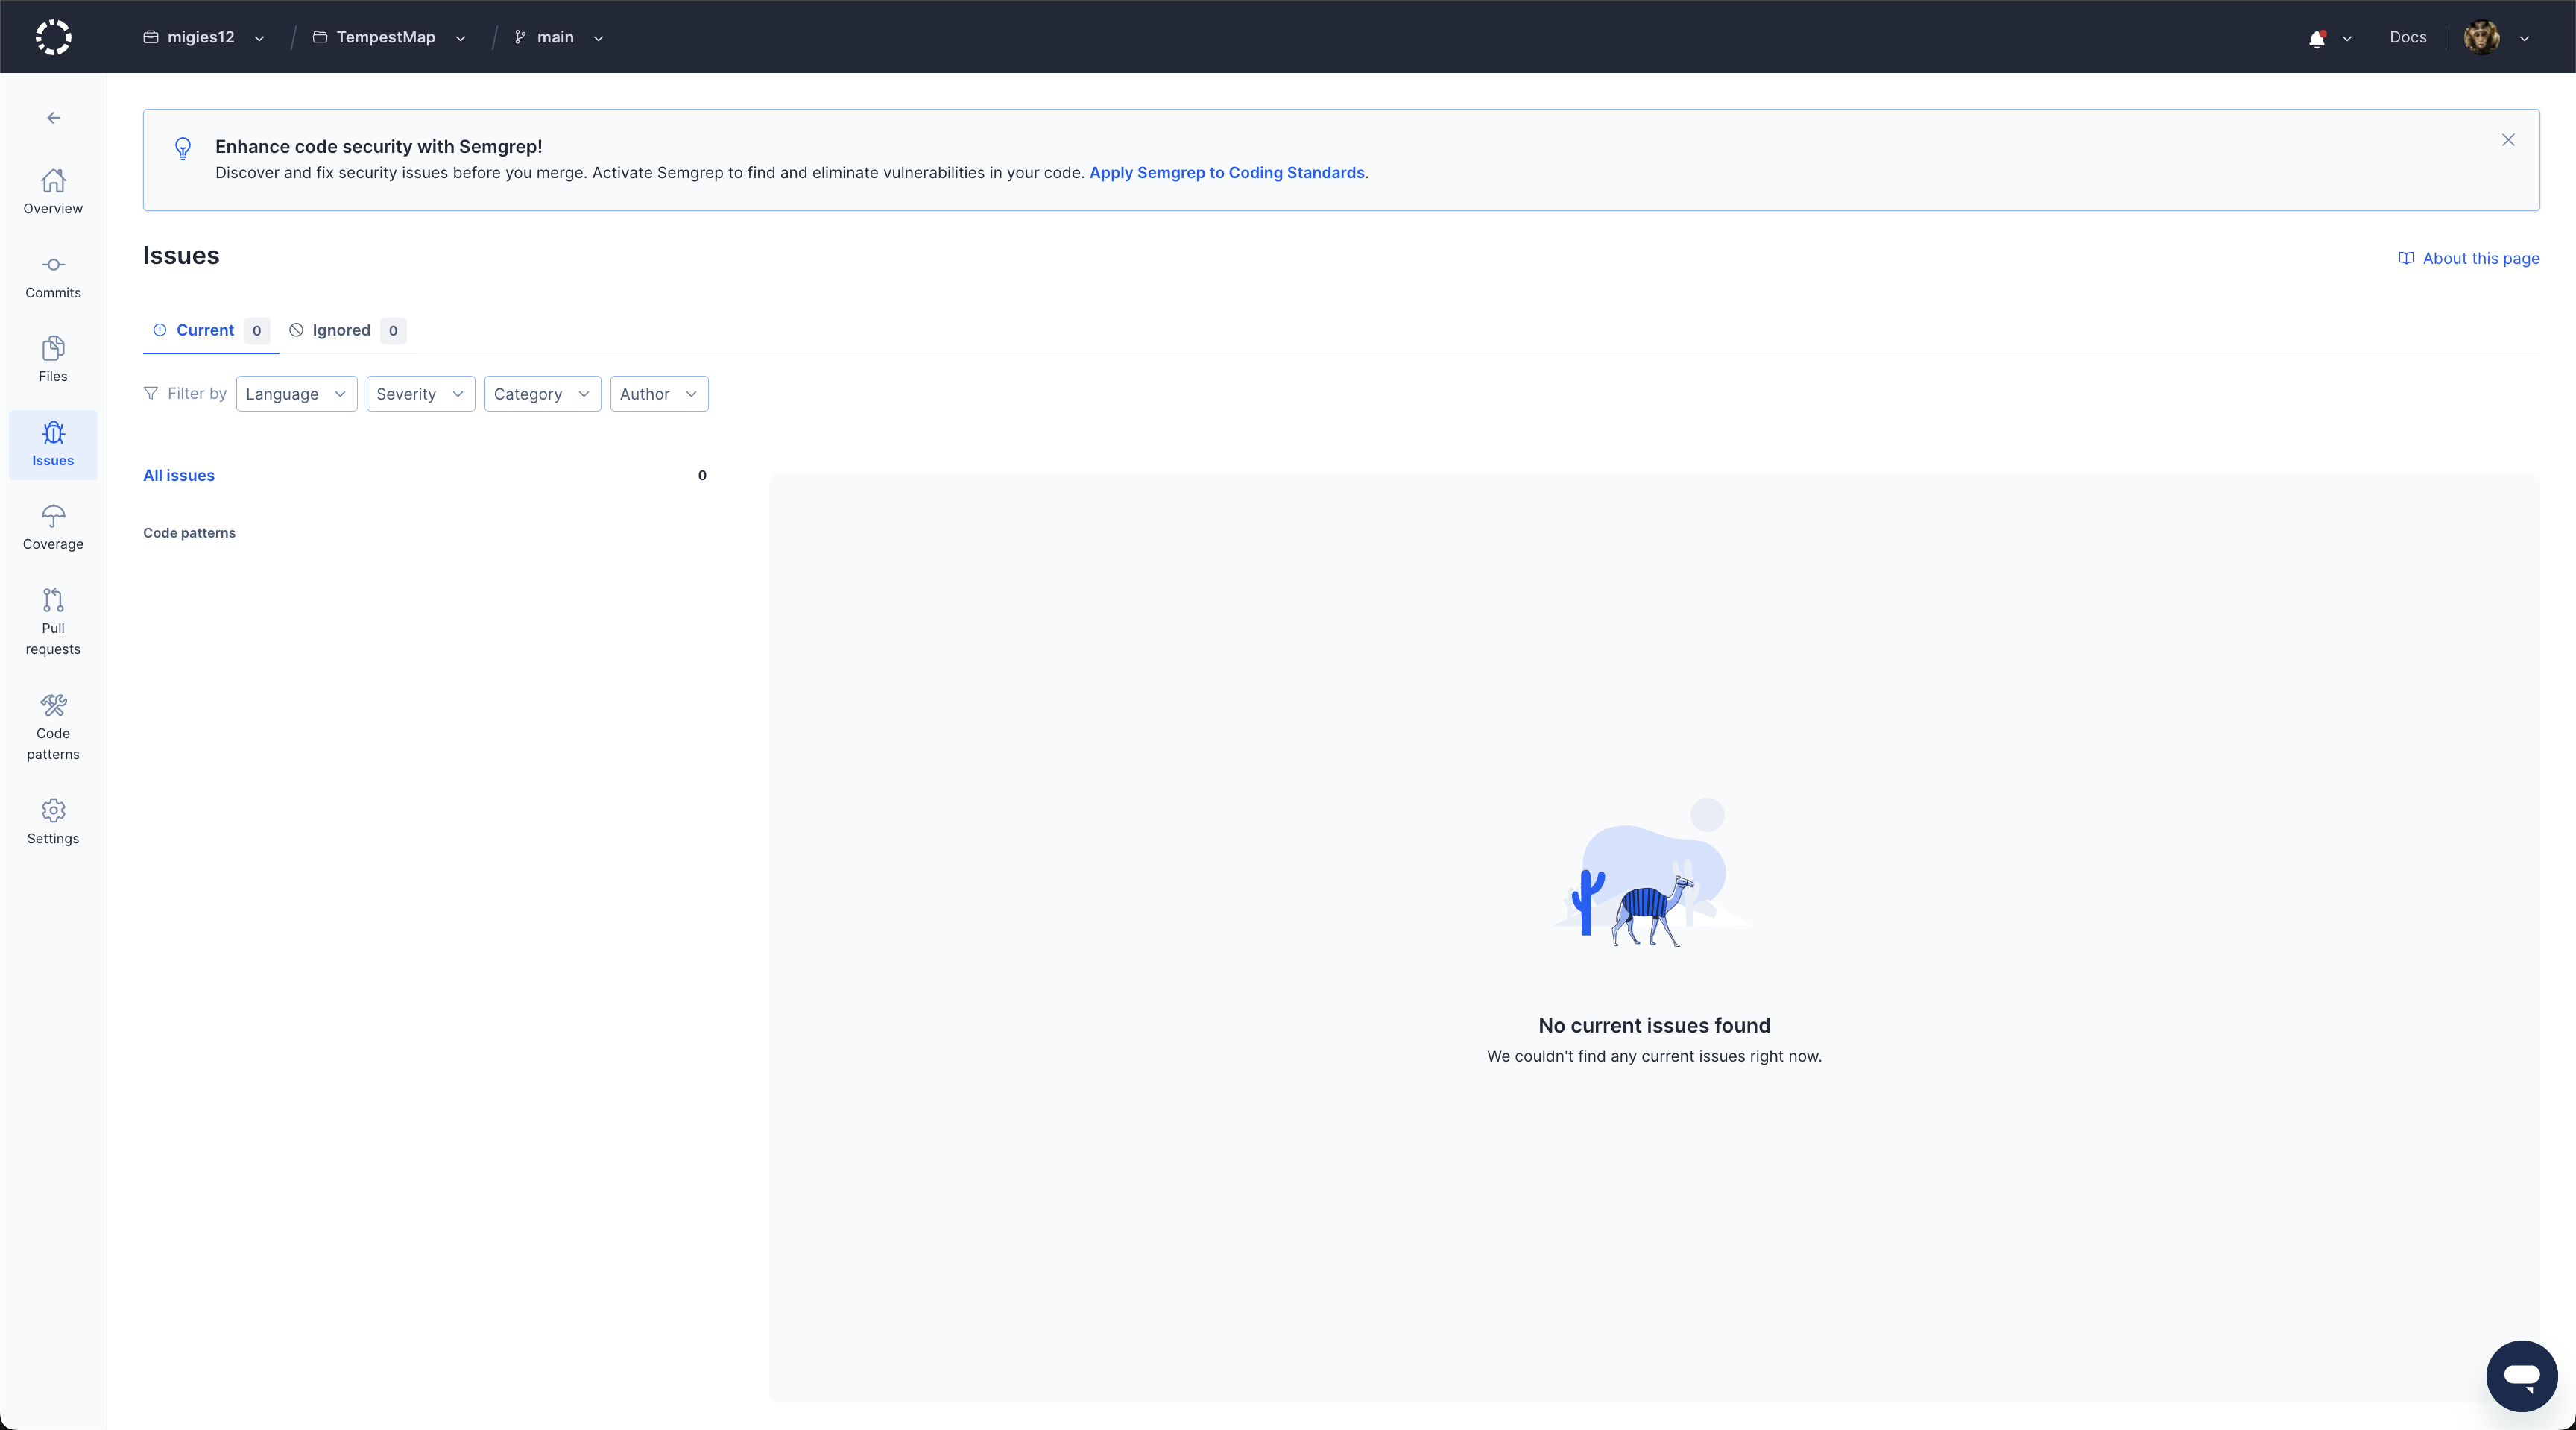 migies12
TempestMap
main
Docs
Enhance code security with Semgrep!
Discover and fix security issues before you merge. Activate Semgrep to find and eliminate vulnerabilities in your code. Apply Semgrep to Coding Standards.
Overview
Commits
Files
Issues
Coverage
Pull
requests
Code
patterns
Settings
Issues
About this page
Current 0
Ignored 0
Filter by
Language
Severity
Category
Author
All issues 0
Code patterns
No current issues found
We couldn't find any current issues right now.